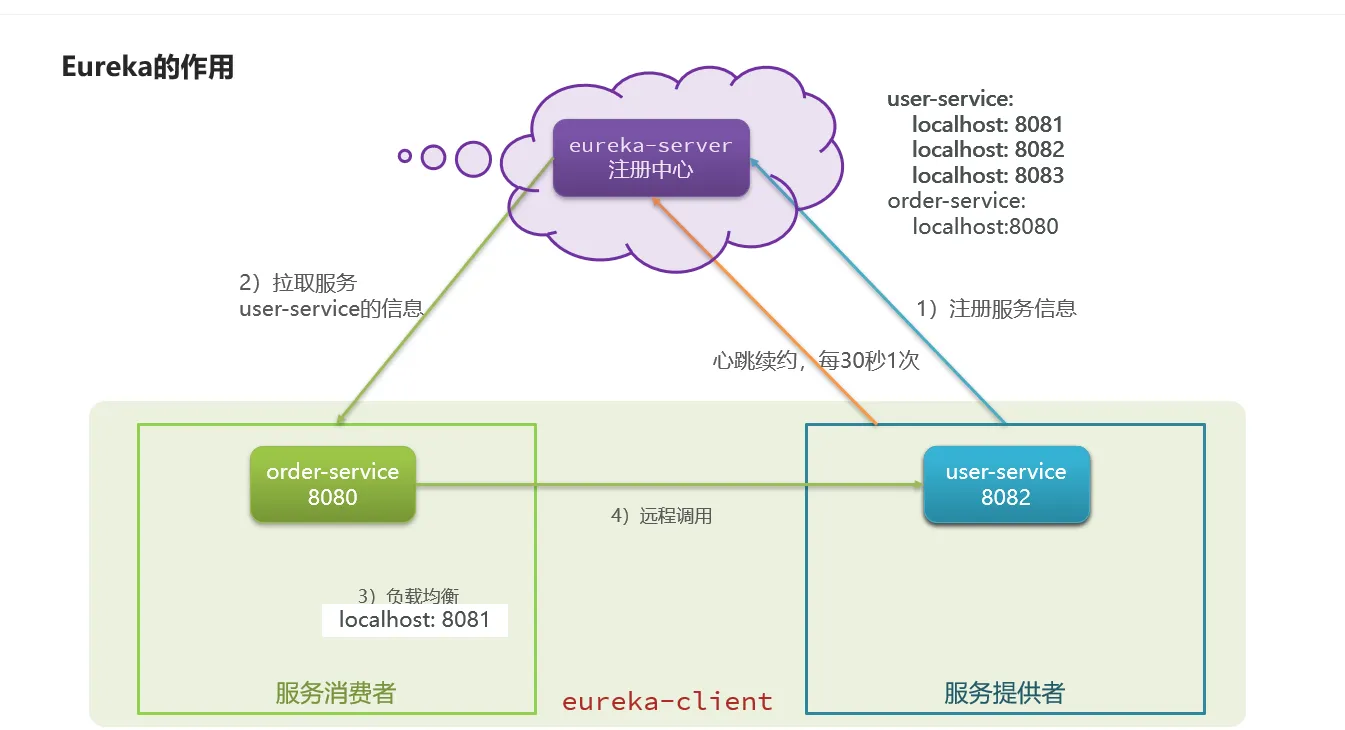 Eureka的作用
eureka-server
注册中心
user-service:
localhost: 8081
localhost: 8082
localhost: 8083
order-service:
localhost:8080
2）拉取服务
user-service的信息
1）注册服务信息
心跳续约，每30秒1次
order-service
8080
user-service
8082
4）远程调用
3）负载均衡
localhost: 8081
服务消费者
eureka-client
服务提供者